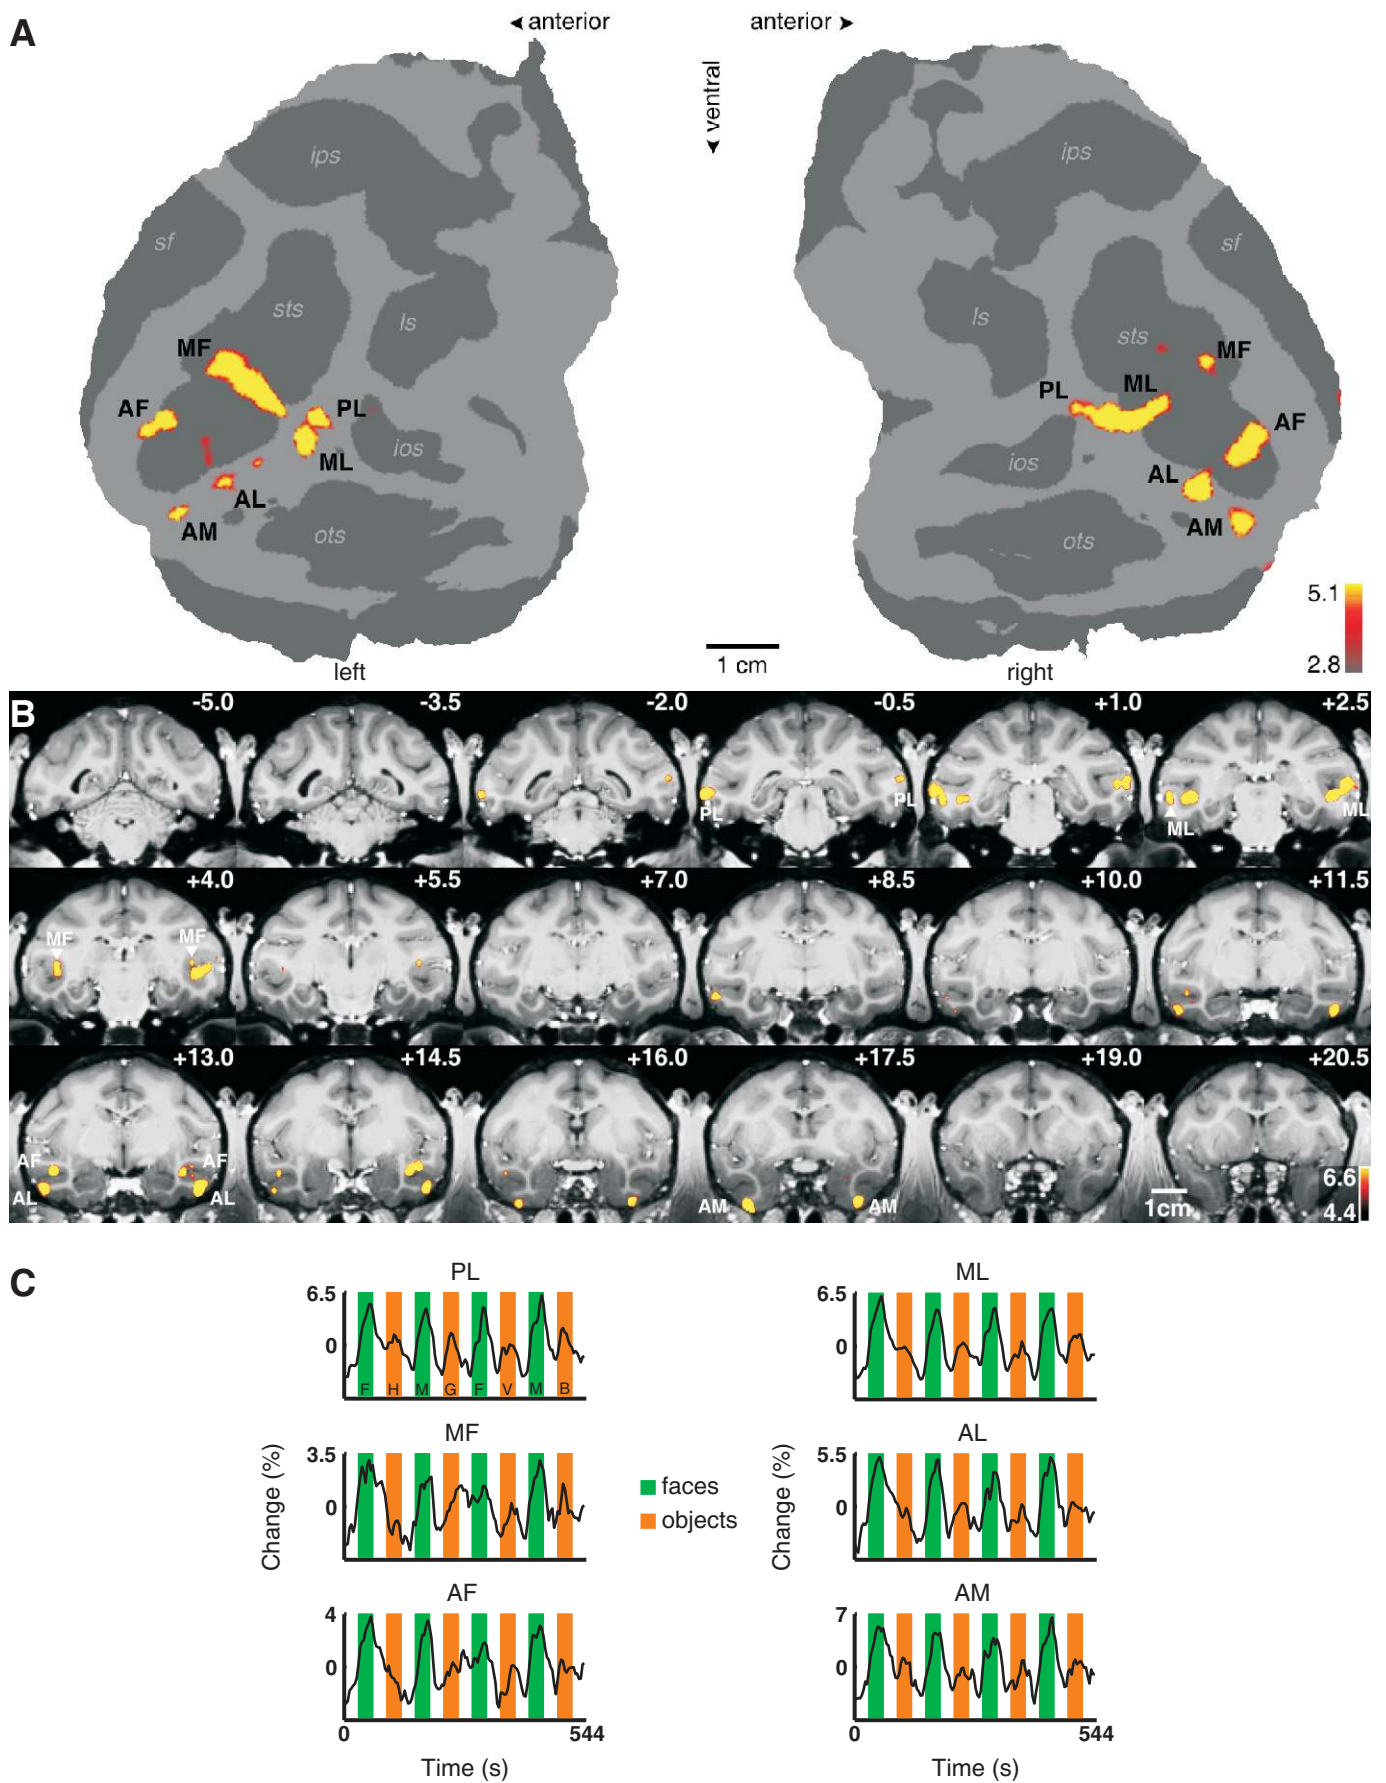 A
anterior
anterior
ventral
ips
sf
sts
ls
MF
AF
PL
ML
ios
AL
AM
ots
left
1 cm
ips
sf
ls
sts
MF
PL
ML
AF
ios
AL
AM
ots
right
5.1
2.8
B
-5.0
-3.5
-2.0
-0.5
+1.0
+2.5
PL
PL
ML
ML
+4.0
+5.5
+7.0
+8.5
+10.0
+11.5
MF
MF
+13.0
+14.5
+16.0
+17.5
+19.0
+20.5
AF
AF
AL
AL
AM
AM
1cm
6.6
4.4
C
PL
6.5
0
F H M G F V M B
ML
6.5
0
MF
3.5
0
Change (%)
faces
objects
AL
5.5
0
Change (%)
AF
4
0
0
544
Time (s)
AM
7
0
0
544
Time (s)